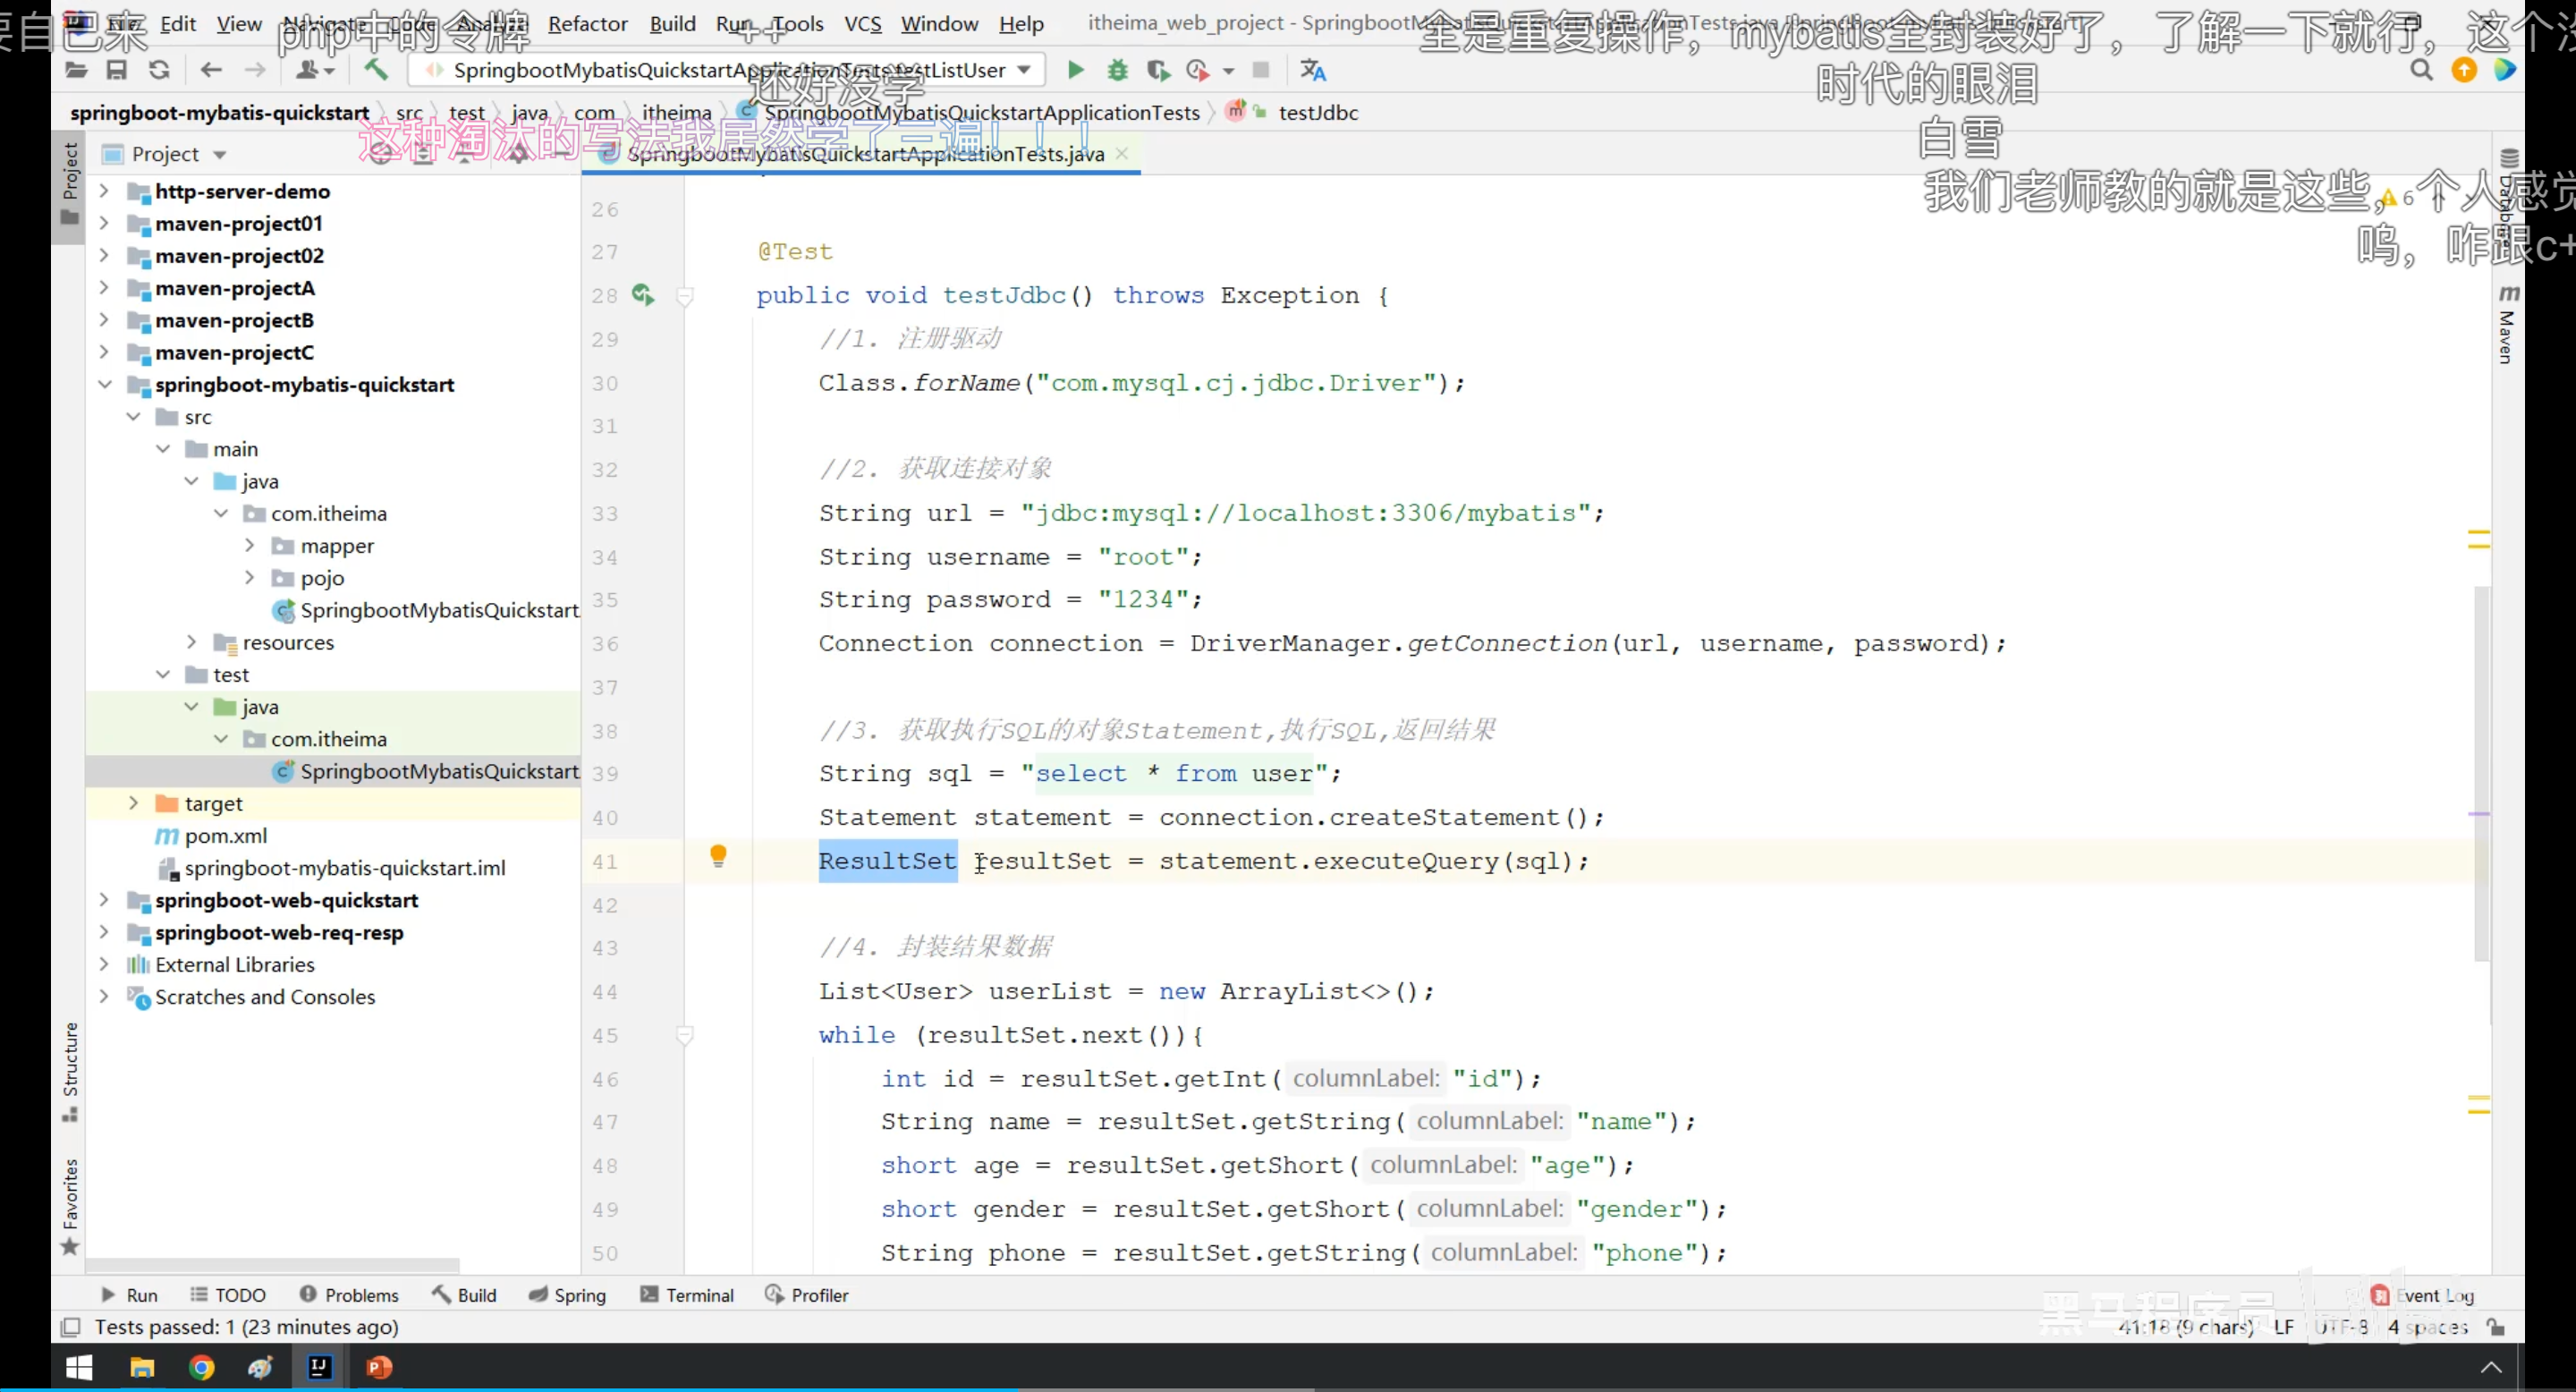 Edit View Navigate Code Analyze Refactor Build Run Tools VCS Window Help
要自己来
php中的令牌
++
全是重复操作，mybatis全封装好了，了解一下就行，这个没
SpringbootMybatisQuickstartApplicationTests.testListUser
还好没学
时代的眼泪
springboot-mybatis-quickstart src test java com itheima SpringbootMybatisQuickstartApplicationTests testJdbc
这种淘汰的写法我居然学了三遍！！！
白雪
Project
SpringbootMybatisQuickstartApplicationTests.java
我们老师教的就是这些，个人感觉
呜，咋跟c+
6
Project
Database
Maven
Structure
Favorites
http-server-demo
maven-project01
maven-project02
maven-projectA
maven-projectB
maven-projectC
springboot-mybatis-quickstart
src
main
java
com.itheima
mapper
pojo
SpringbootMybatisQuickstart
resources
test
java
com.itheima
SpringbootMybatisQuickstart
target
pom.xml
springboot-mybatis-quickstart.iml
springboot-web-quickstart
springboot-web-req-resp
External Libraries
Scratches and Consoles
26
27 @Test
28 public void testJdbc() throws Exception {
29 //1. 注册驱动
30 Class.forName("com.mysql.cj.jdbc.Driver");
31
32 //2. 获取连接对象
33 String url = "jdbc:mysql://localhost:3306/mybatis";
34 String username = "root";
35 String password = "1234";
36 Connection connection = DriverManager.getConnection(url, username, password);
37
38 //3. 获取执行SQL的对象Statement,执行SQL,返回结果
39 String sql = "select * from user";
40 Statement statement = connection.createStatement();
41 ResultSet resultSet = statement.executeQuery(sql);
42
43 //4. 封装结果数据
44 List<User> userList = new ArrayList<>();
45 while (resultSet.next()){
46 int id = resultSet.getInt( columnLabel: "id");
47 String name = resultSet.getString( columnLabel: "name");
48 short age = resultSet.getShort( columnLabel: "age");
49 short gender = resultSet.getShort( columnLabel: "gender");
50 String phone = resultSet.getString( columnLabel: "phone");
Run TODO Problems Build Spring Terminal Profiler Event Log
黑马程序员
Tests passed: 1 (23 minutes ago)
41:18 (9 chars) LF UTF-8 4 spaces